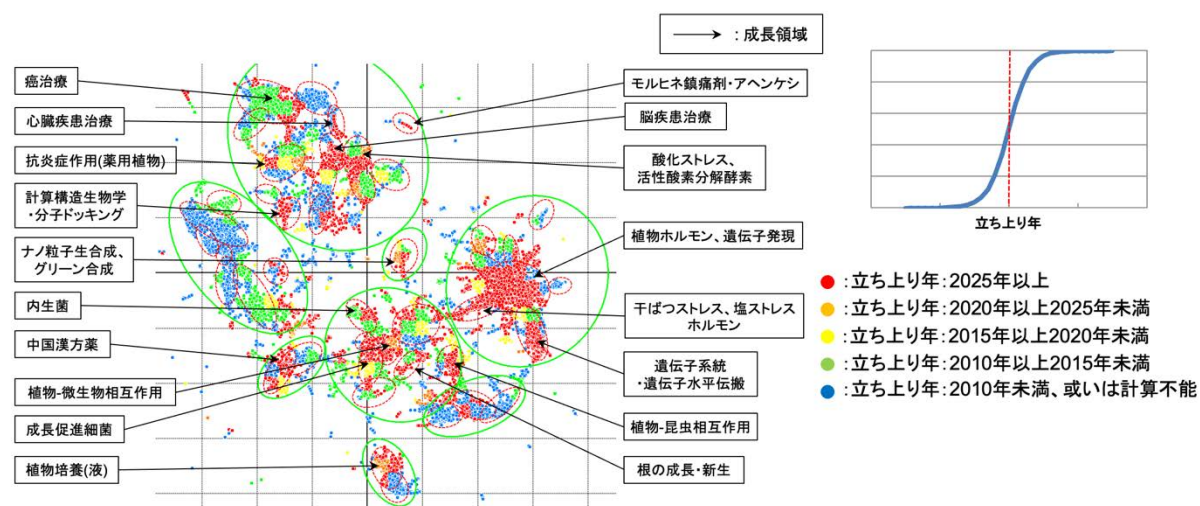 : 成長領域
癌治療
心臓疾患治療
抗炎症作用(薬用植物)
計算構造生物学
・分子ドッキング
ナノ粒子生合成、
グリーン合成
内生菌
中国漢方薬
植物-微生物相互作用
成長促進細菌
植物培養(液)
モルヒネ鎮痛剤・アヘンケシ
脳疾患治療
酸化ストレス、
活性酸素分解酵素
植物ホルモン、遺伝子発現
干ばつストレス、塩ストレス
ホルモン
遺伝子系統
・遺伝子水平伝搬
植物-昆虫相互作用
根の成長・新生
立ち上り年
:立ち上り年:2025年以上
:立ち上り年:2020年以上2025年未満
:立ち上り年:2015年以上2020年未満
:立ち上り年:2010年以上2015年未満
:立ち上り年:2010年未満、或いは計算不能